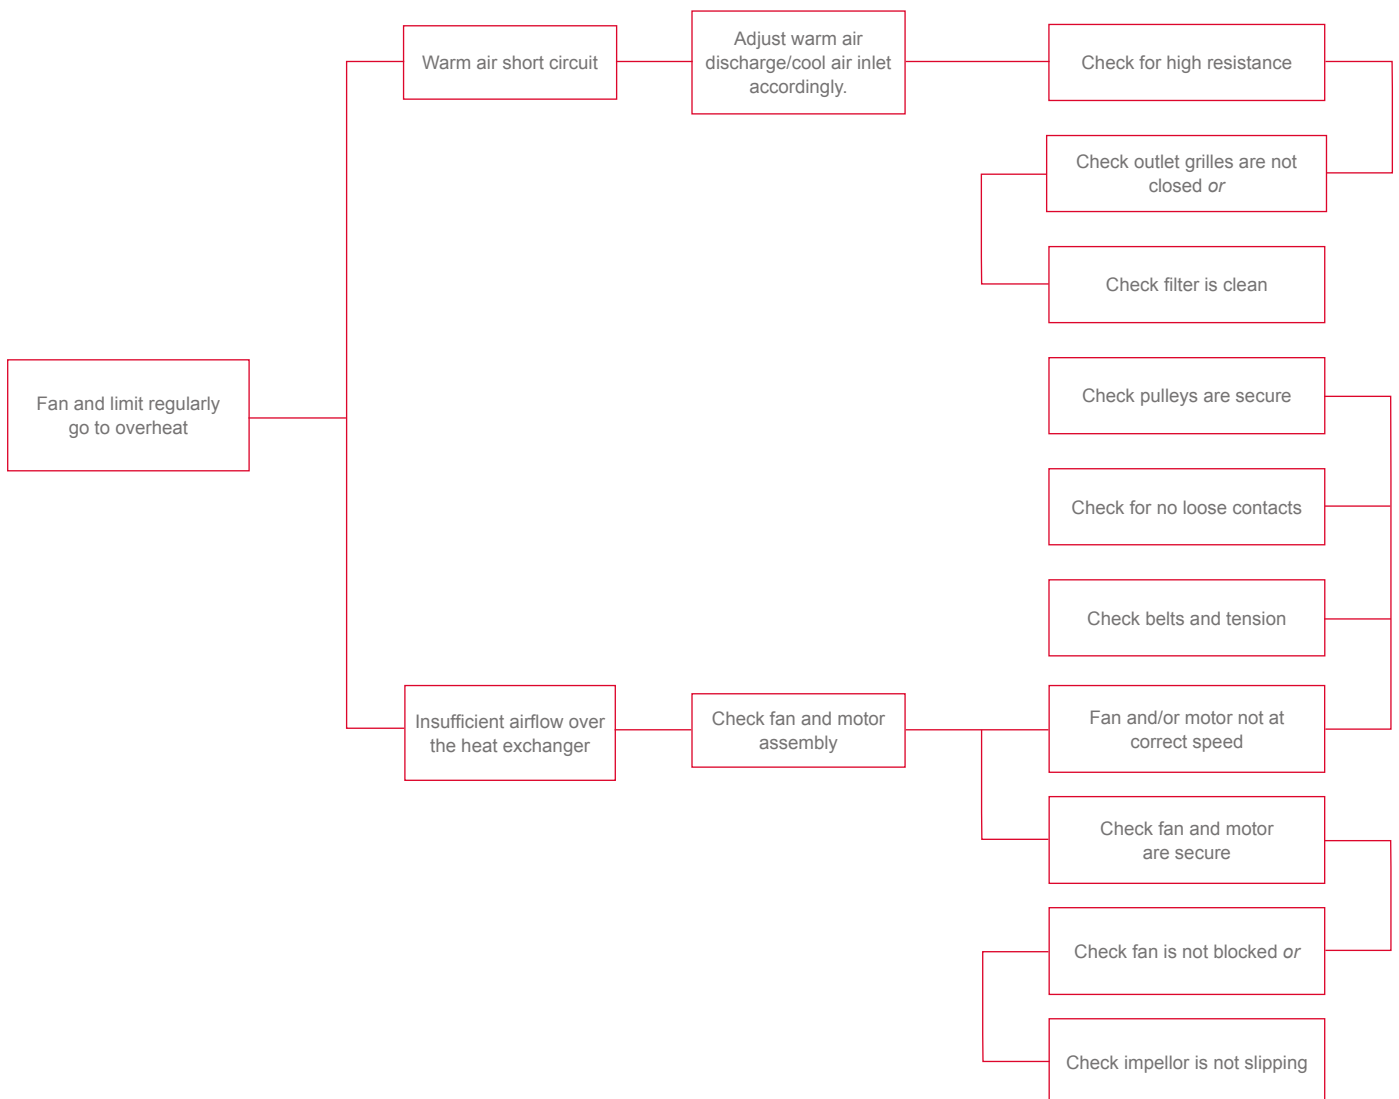 Warm air short circuit
Adjust warm air
discharge/cool air inlet
accordingly.
Check for high resistance
Check outlet grilles are not
closed or
Check filter is clean
Fan and limit regularly
go to overheat
Check pulleys are secure
Check for no loose contacts
Check belts and tension
Insufficient airflow over
the heat exchanger
Check fan and motor
assembly
Fan and/or motor not at
correct speed
Check fan and motor
are secure
Check fan is not blocked or
Check impellor is not slipping